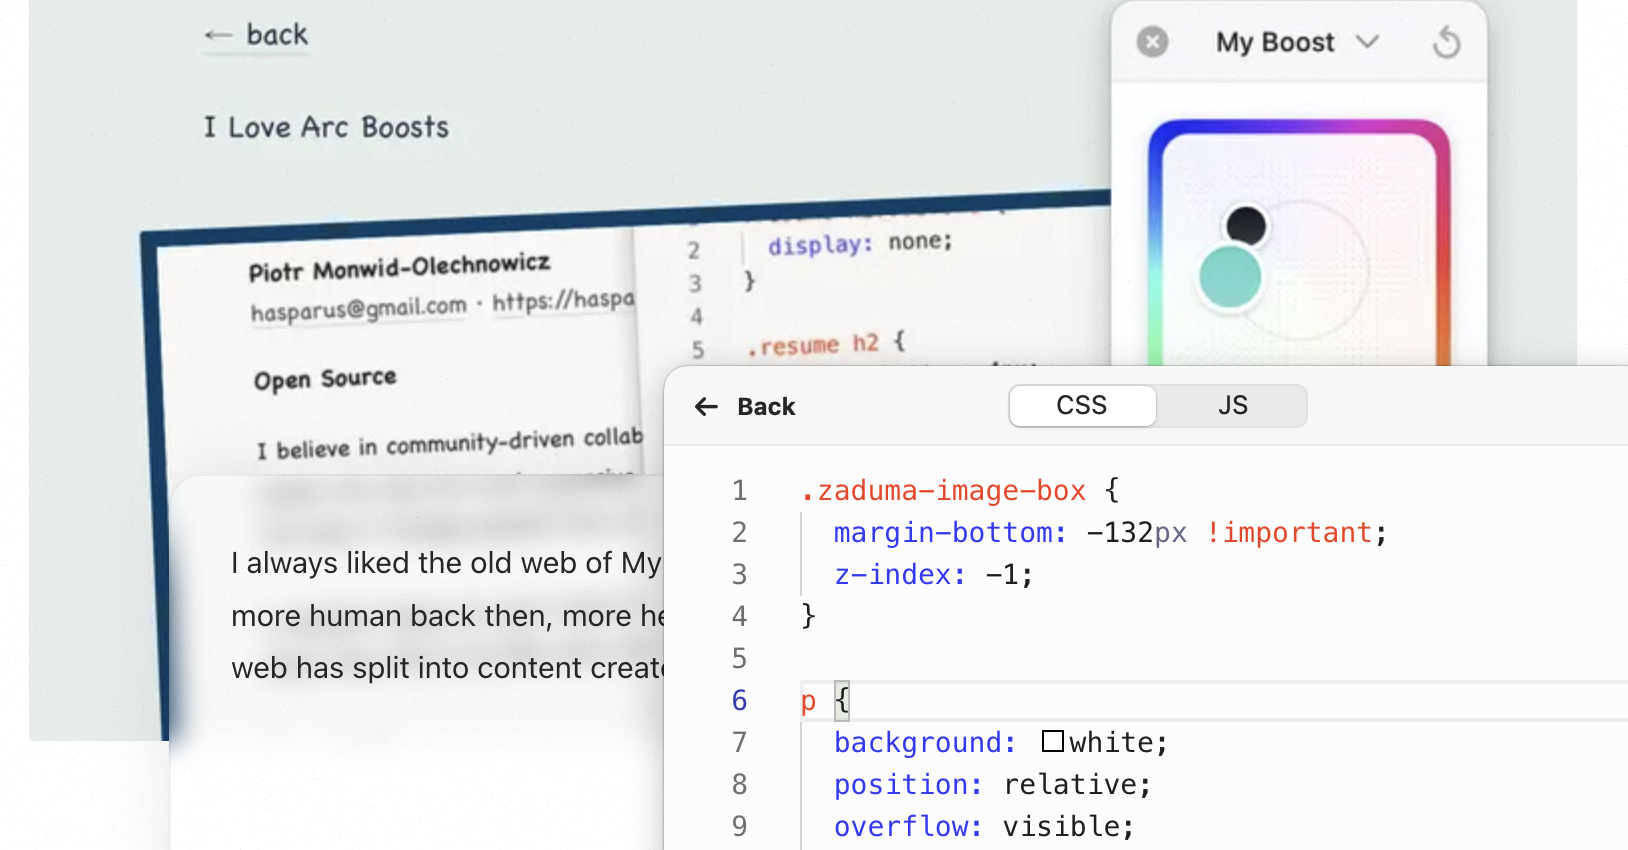 ← back
I Love Arc Boosts
My Boost
Piotr Monwid-Olechnowicz
hasparus@gmail.com · https://haspa
Open Source
I believe in community-driven collab
2 display: none;
3 }
4
5 .resume h2 {
I always liked the old web of My
more human back then, more he
web has split into content create
← Back
CSS
JS
1 .zaduma-image-box {
2 margin-bottom: -132px !important;
3 z-index: -1;
4 }
5
6 p {
7 background: white;
8 position: relative;
9 overflow: visible;